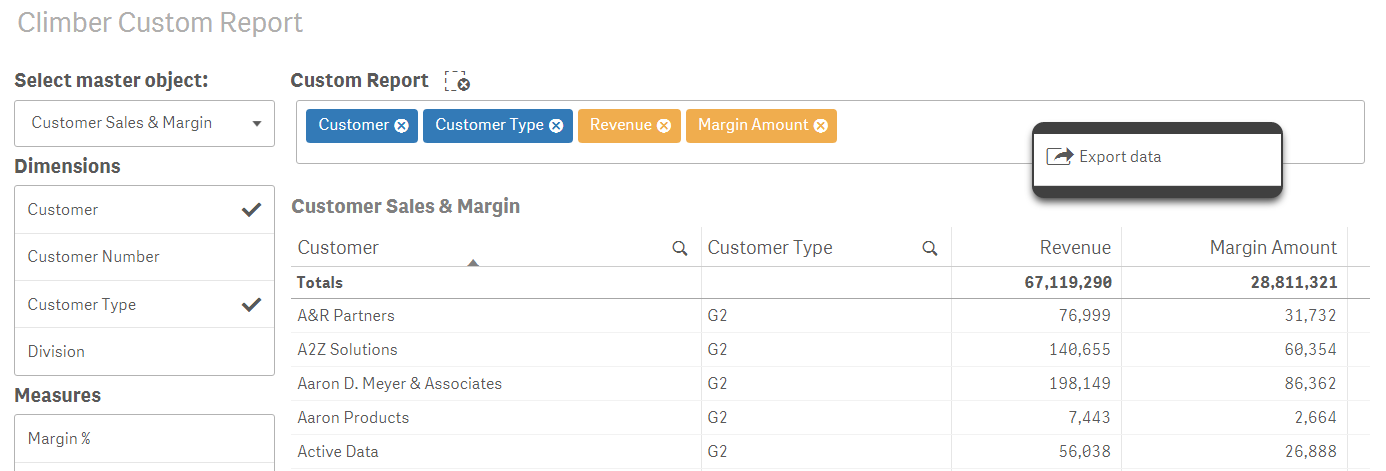 Climber Custom Report
Select master object:
Customer Sales & Margin
Dimensions
Customer
Customer Number
Customer Type
Division
Measures
Margin %
Custom Report
Customer Customer Type Revenue Margin Amount
Export data
Customer Sales & Margin
Customer Customer Type Revenue Margin Amount
Totals 67,119,290 28,811,321
A&R Partners G2 76,999 31,732
A2Z Solutions G2 140,655 60,354
Aaron D. Meyer & Associates G2 198,149 86,362
Aaron Products G2 7,443 2,664
Active Data G2 56,038 26,888